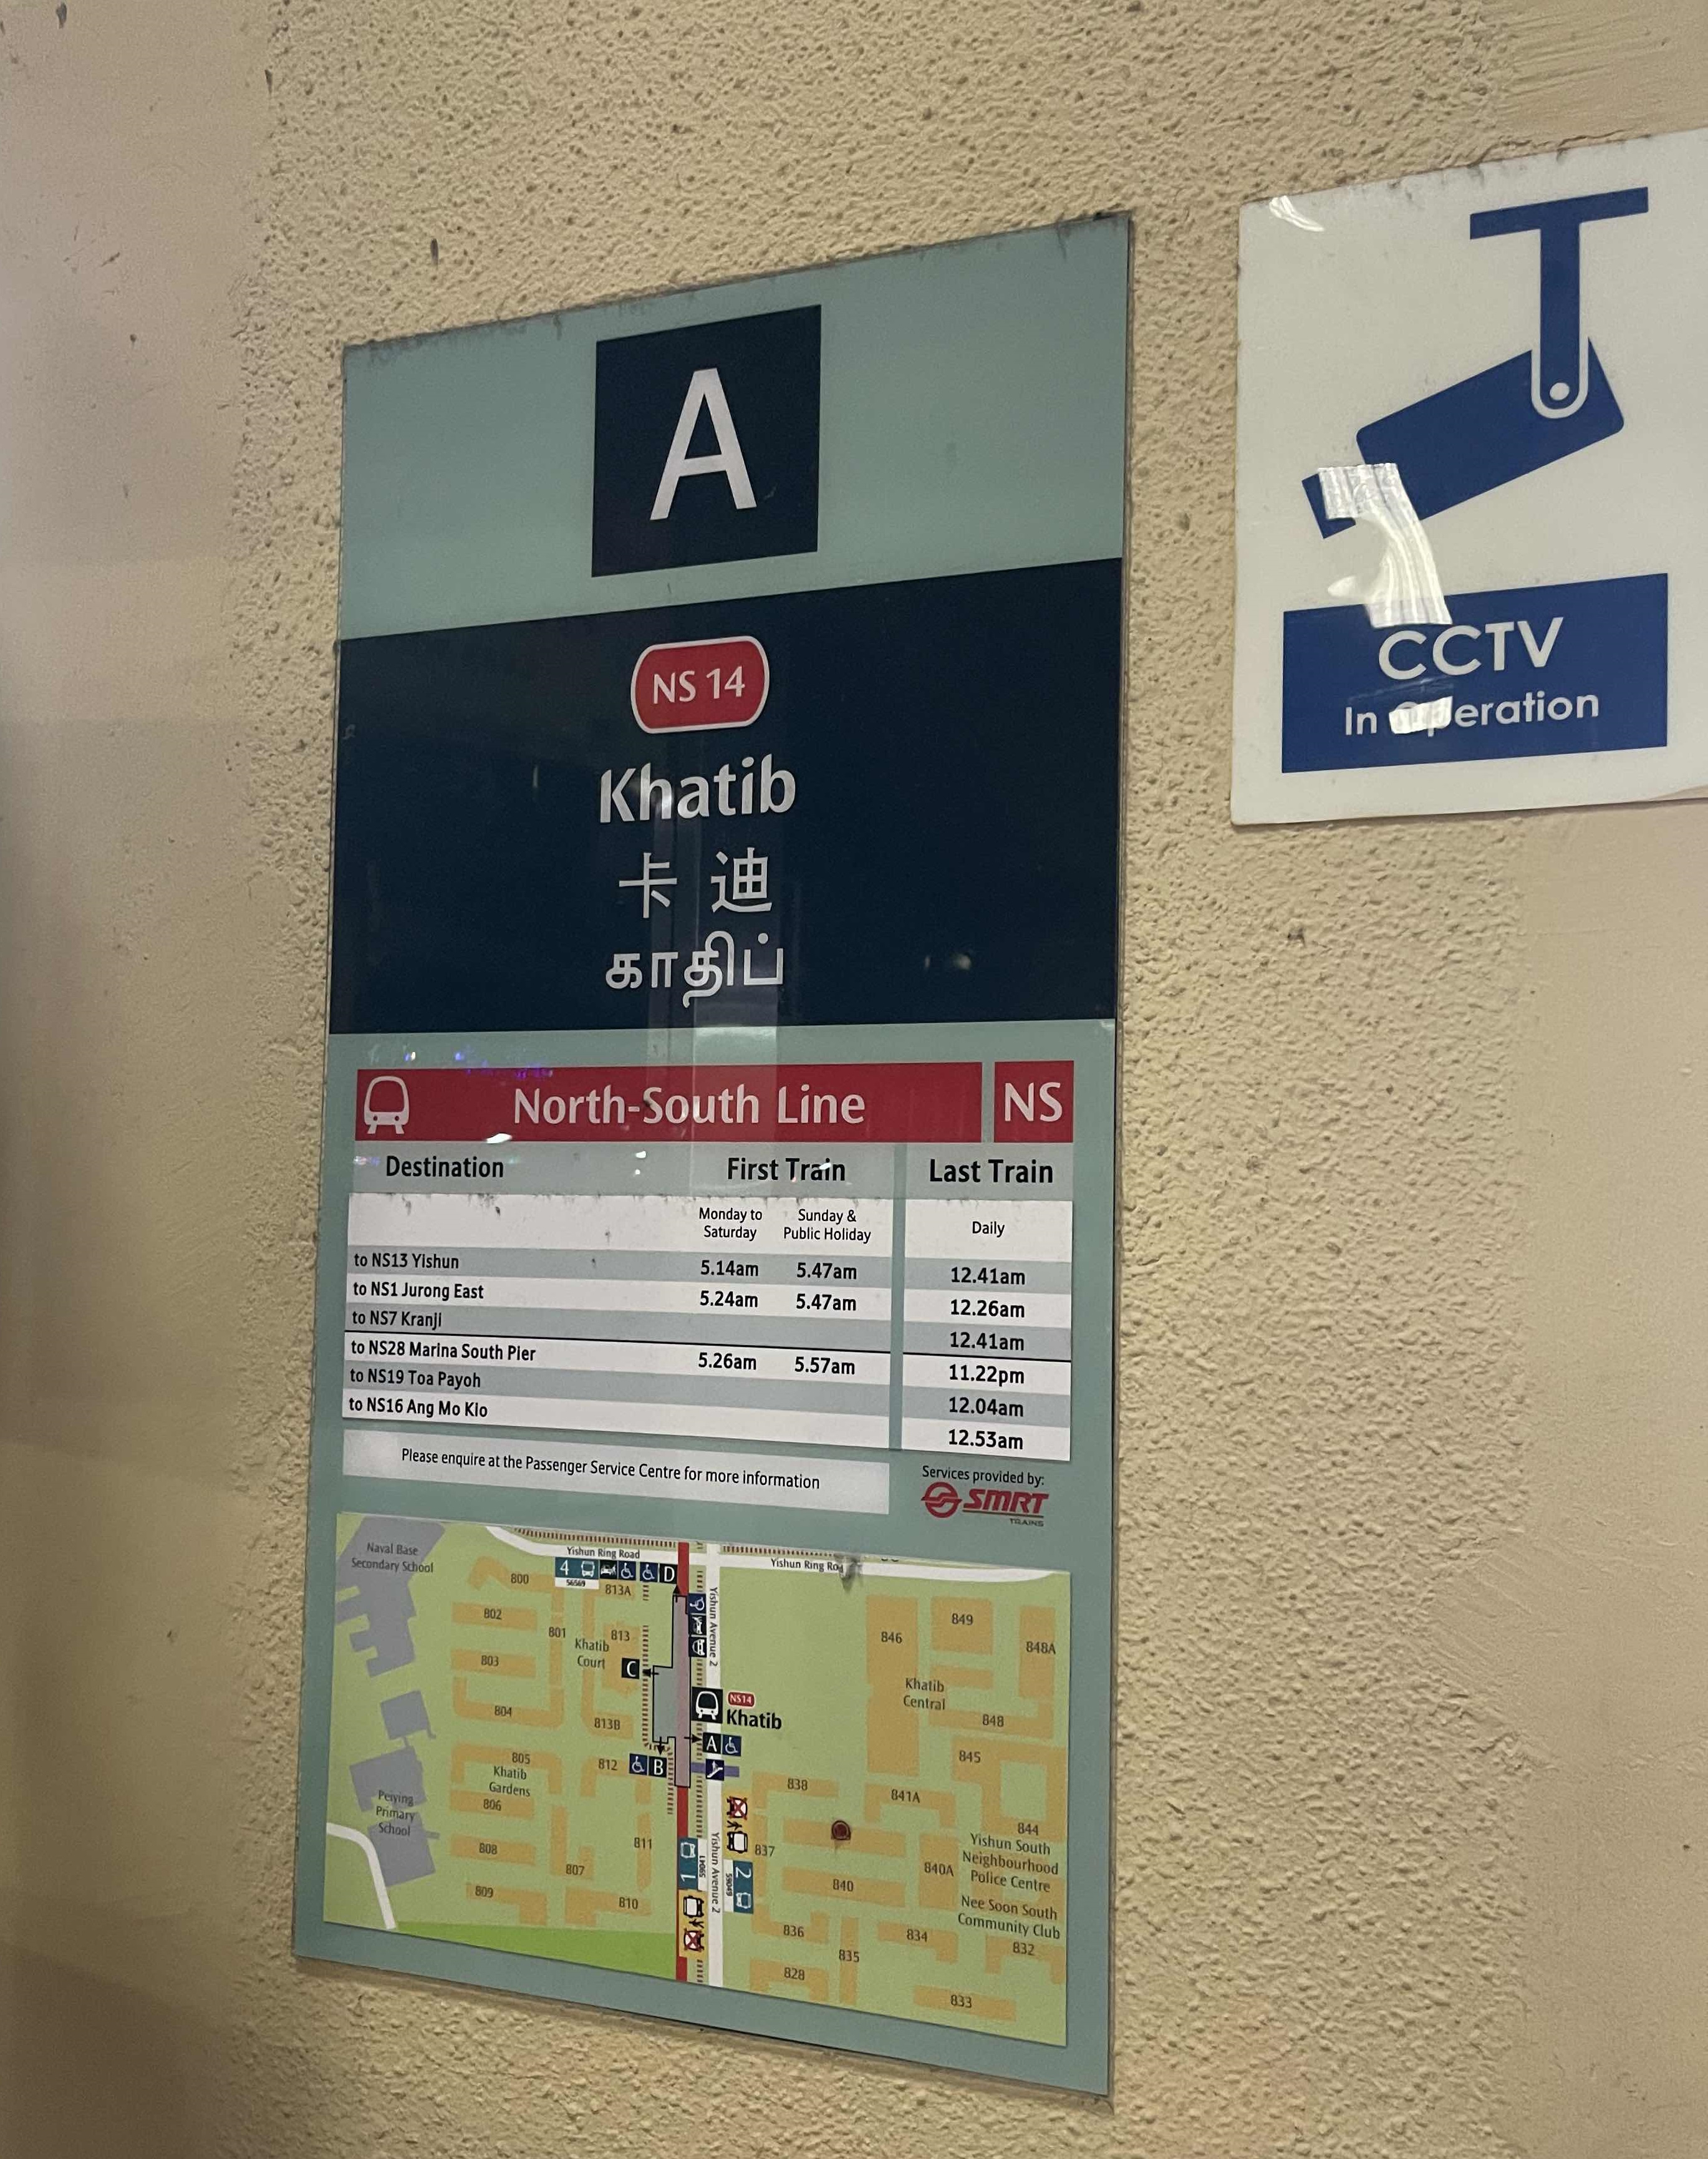 A
NS 14
Khatib
卡 迪
காதிப்
North-South Line NS
Destination First Train Last Train
Monday to Saturday Sunday & Public Holiday Daily
to NS13 Yishun 5.14am 5.47am 12.41am
to NS1 Jurong East 5.24am 5.47am 12.26am
to NS7 Kranji 12.41am
to NS28 Marina South Pier 5.26am 5.57am 11.22pm
to NS19 Toa Payoh 12.04am
to NS16 Ang Mo Kio 12.53am
Please enquire at the Passenger Service Centre for more information
Services provided by:
SMRT
TRAINS
Naval Base
Secondary School
Yishun Ring Road
Yishun Ring Roa
4
D
56569
800
813A
802
801
813
Khatib
Court
C
803
804
813B
Yishun Avenue 2
NS14
Khatib
A
805
Khatib
Gardens
806
812
B
Peiying
Primary
School
808
807
811
809
810
1
59041
Yishun Avenue 2
2
59049
846
849
848A
Khatib
Central
848
845
838
841A
844
837
Yishun South
Neighbourhood
Police Centre
840A
840
Nee Soon South
Community Club
836
834
832
835
828
833
CCTV
In Operation